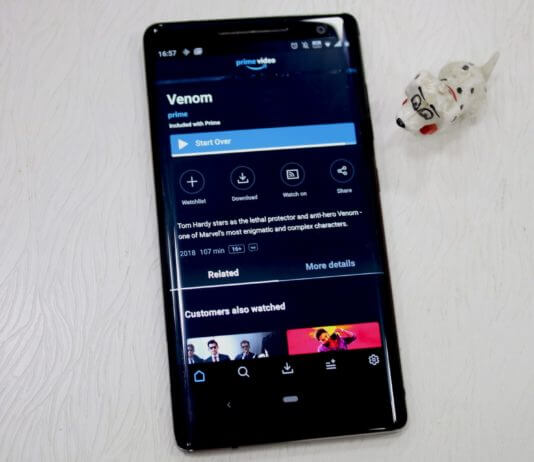 16:57
prime video
Venom
prime
Included with Prime
Start Over
Watchlist
Download
Watch on
Share
Tom Hardy stars as the lethal protector and anti-hero Venom -
one of Marvel's most enigmatic and complex characters.
2018 107 min 16+
Related
More details
Customers also watched